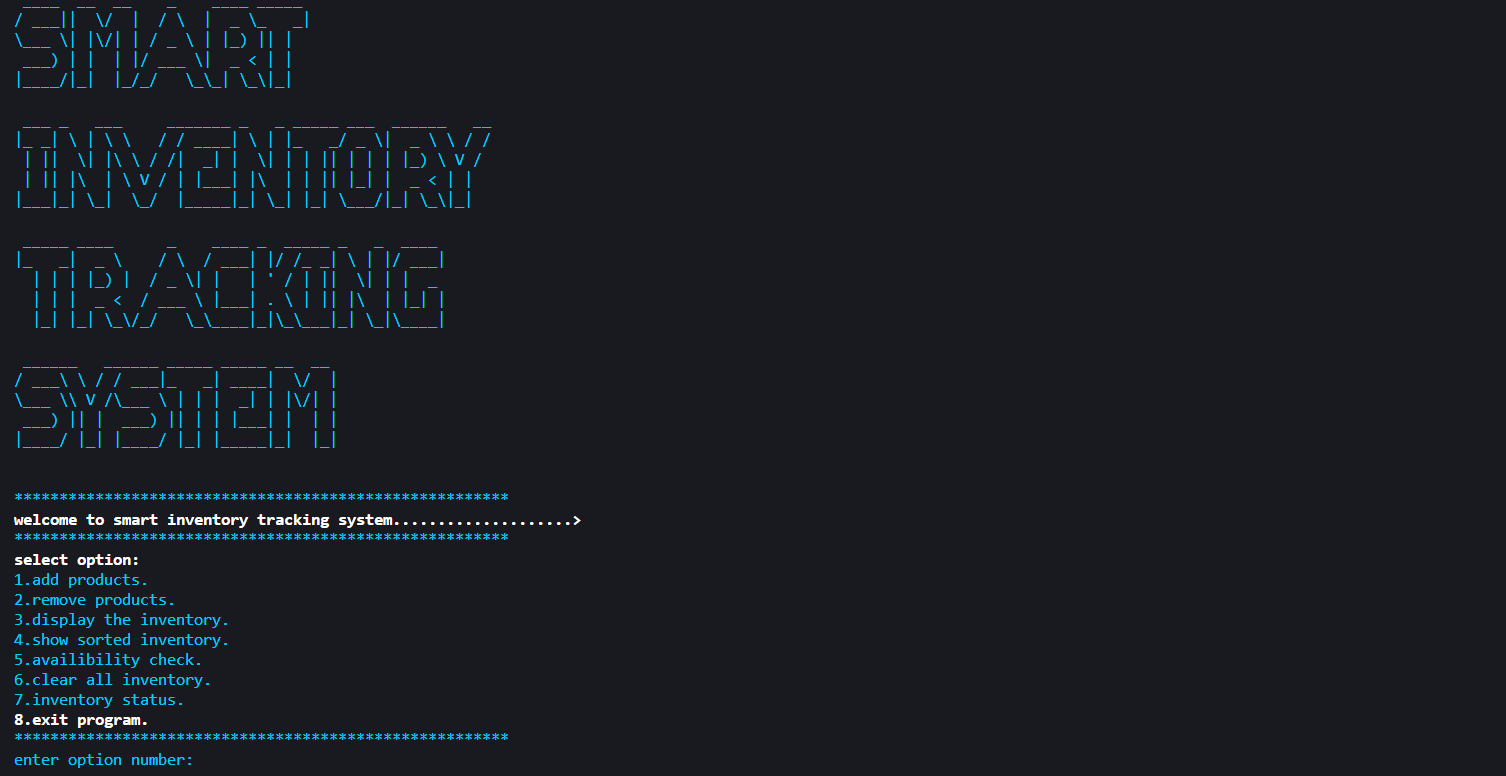 SMART
INVENTORY
TRACKING
SYSTEM
*******************************************************
welcome to smart inventory tracking system....................>
*******************************************************
select option:
1.add products.
2.remove products.
3.display the inventory.
4.show sorted inventory.
5.availibility check.
6.clear all inventory.
7.inventory status.
8.exit program.
*******************************************************
enter option number: